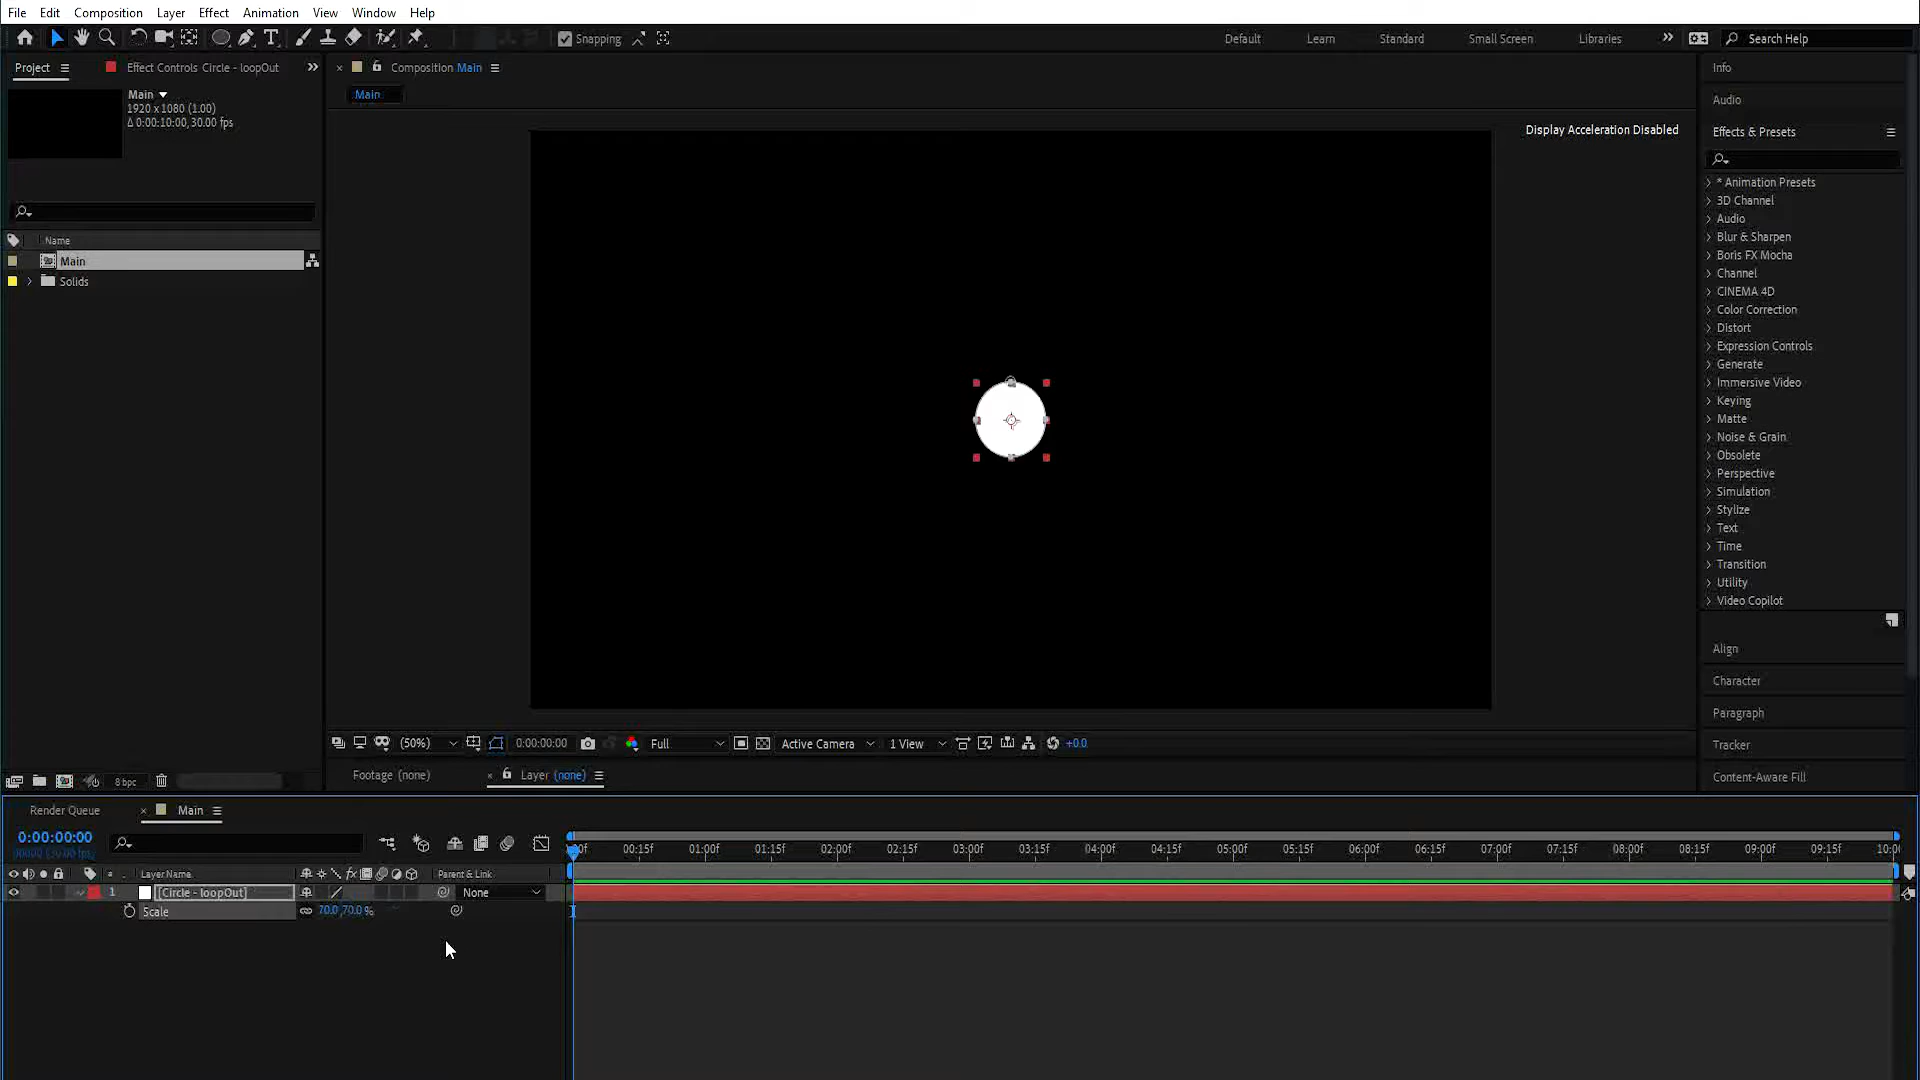 File Edit Composition Layer Effect Animation View Window Help
Snapping
Default Learn Standard Small Screen Libraries
Search Help
Project
Effect Controls Circle - loopOut
Composition Main
Main
Main
1920 x 1080 (1.00)
Δ 0:00:10:00, 30.00 fps
Name
Main
Solids
Display Acceleration Disabled
Info
Audio
Effects & Presets
* Animation Presets
3D Channel
Audio
Blur & Sharpen
Boris FX Mocha
Channel
CINEMA 4D
Color Correction
Distort
Expression Controls
Generate
Immersive Video
Keying
Matte
Noise & Grain
Obsolete
Perspective
Simulation
Stylize
Text
Time
Transition
Utility
Video Copilot
Align
Character
Paragraph
Tracker
Content-Aware Fill
(50%) 0:00:00:00 Full Active Camera 1 View +0.0
8 bpc
Footage (none)
Layer (none)
Render Queue
Main
0:00:00:00
00:15f 01:00f 01:15f 02:00f 02:15f 03:00f 03:15f 04:00f 04:15f 05:00f 05:15f 06:00f 06:15f 07:00f 07:15f 08:00f 08:15f 09:00f 09:15f 10:00
# Layer Name fx Parent & Link
1 [Circle - loopOut] None
Scale 70.0,70.0%